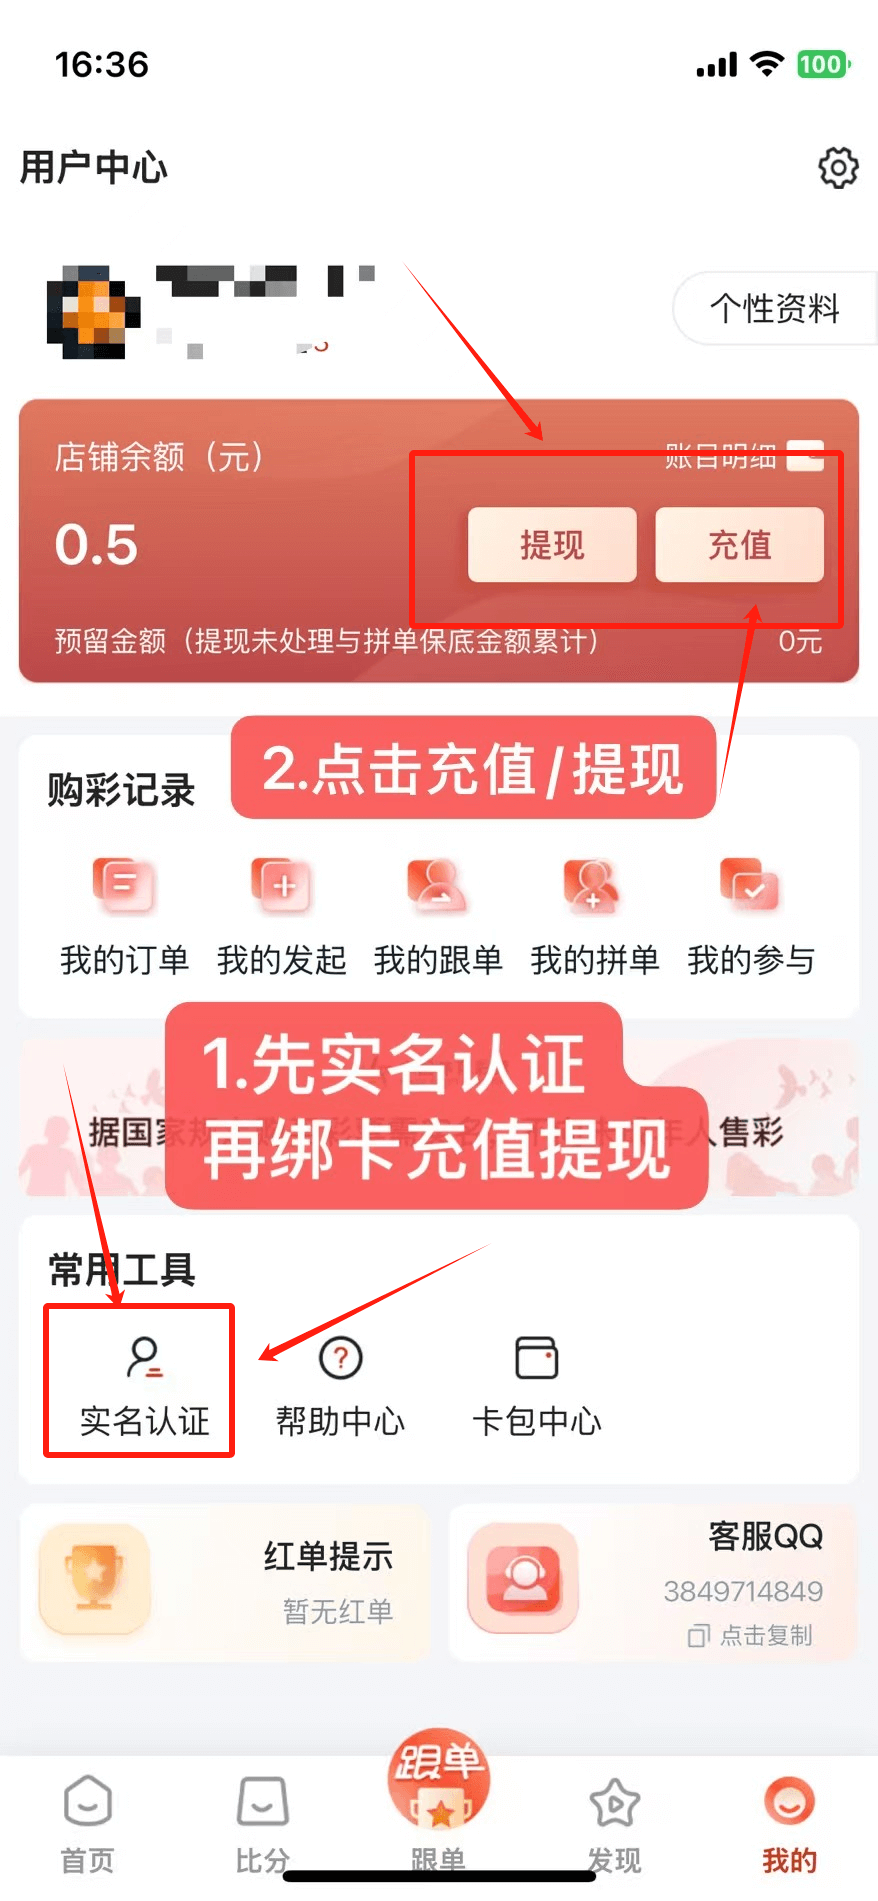 16:36
100
用户中心
个性资料
店铺余额（元）
账目明细
0.5
提现
充值
预留金额（提现未处理与拼单保底金额累计）
0元
2.点击充值/提现
购彩记录
我的订单
我的发起
我的跟单
我的拼单
我的参与
1.先实名认证
再绑卡充值提现
据国家
人售彩
常用工具
实名认证
帮助中心
卡包中心
红单提示
暂无红单
客服QQ
3849714849
点击复制
跟单
首页
比分
跟单
发现
我的